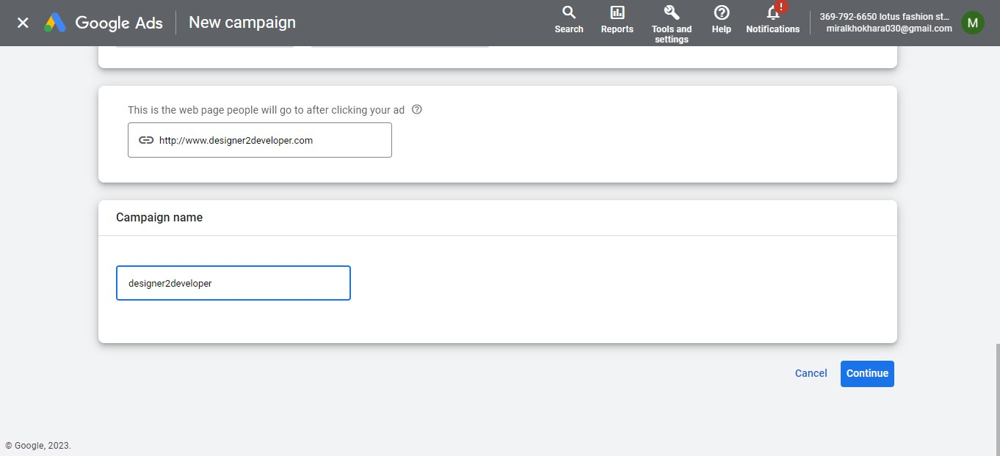 Google Ads
New campaign
Search
Reports
Tools and
settings
Help
!
Notifications
369-792-6650 lotus fashion st...
miralkhokhara030@gmail.com
M
This is the web page people will go to after clicking your ad
http://www.designer2developer.com
Campaign name
designer2developer
Cancel
Continue
© Google, 2023.